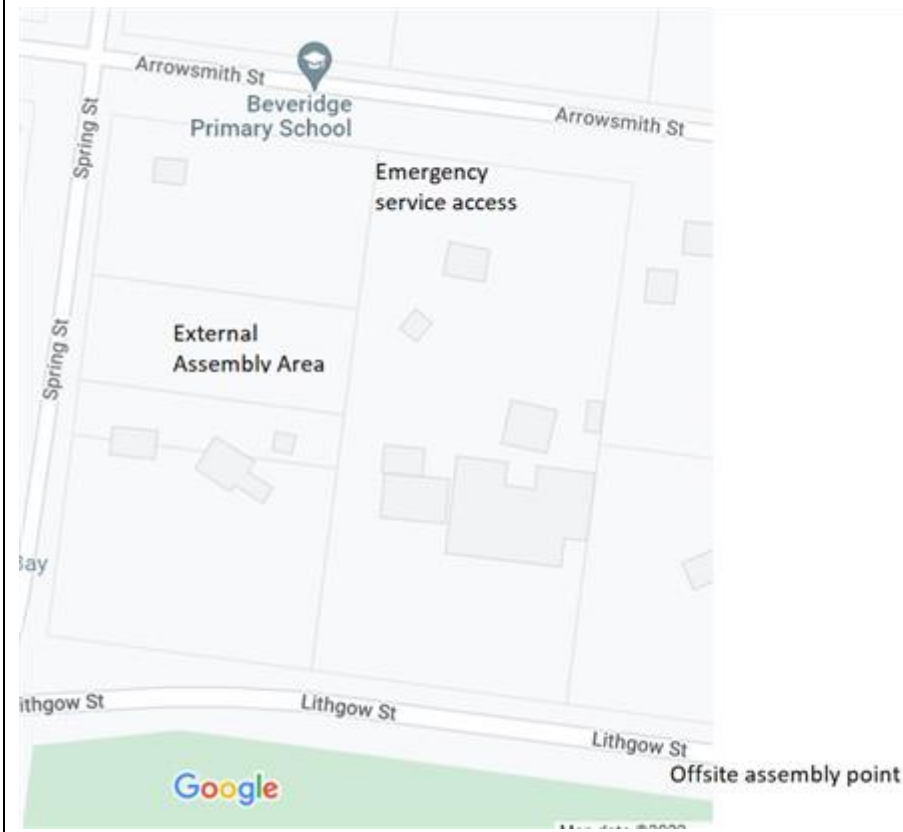 Arrowsmith St
Beveridge
Primary School
Arrowsmith St
Spring St
Emergency
service access
External
Assembly Area
Spring St
Bay
ithgow St
Lithgow St
Lithgow St
Offsite assembly point
Google